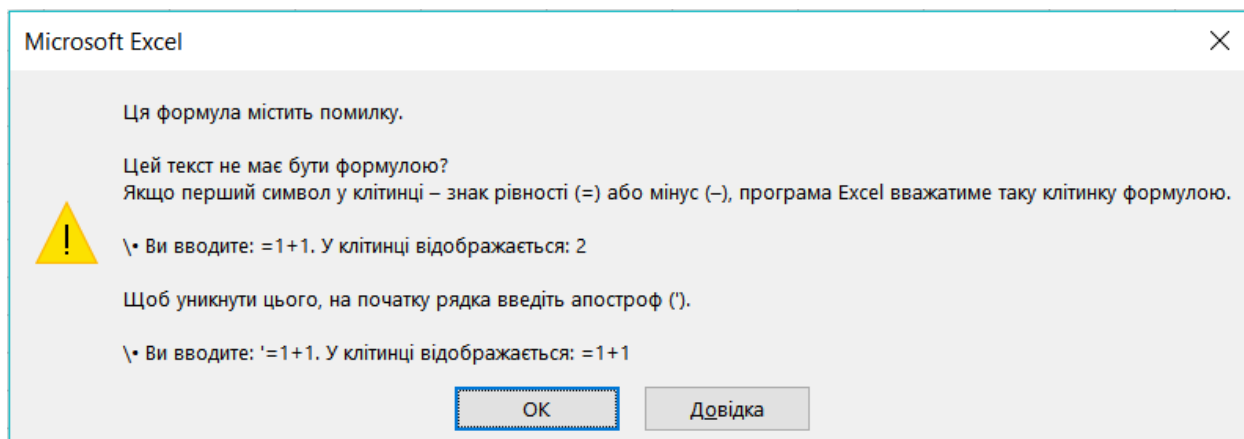 Microsoft Excel
Ця формула містить помилку.
Цей текст не має бути формулою?
Якщо перший символ у клітинці – знак рівності (=) або мінус (–), програма Excel вважатиме таку клітинку формулою.
\• Ви вводите: =1+1. У клітинці відображається: 2
Щоб уникнути цього, на початку рядка введіть апостроф (').
\• Ви вводите: '=1+1. У клітинці відображається: =1+1
ОК
Довідка